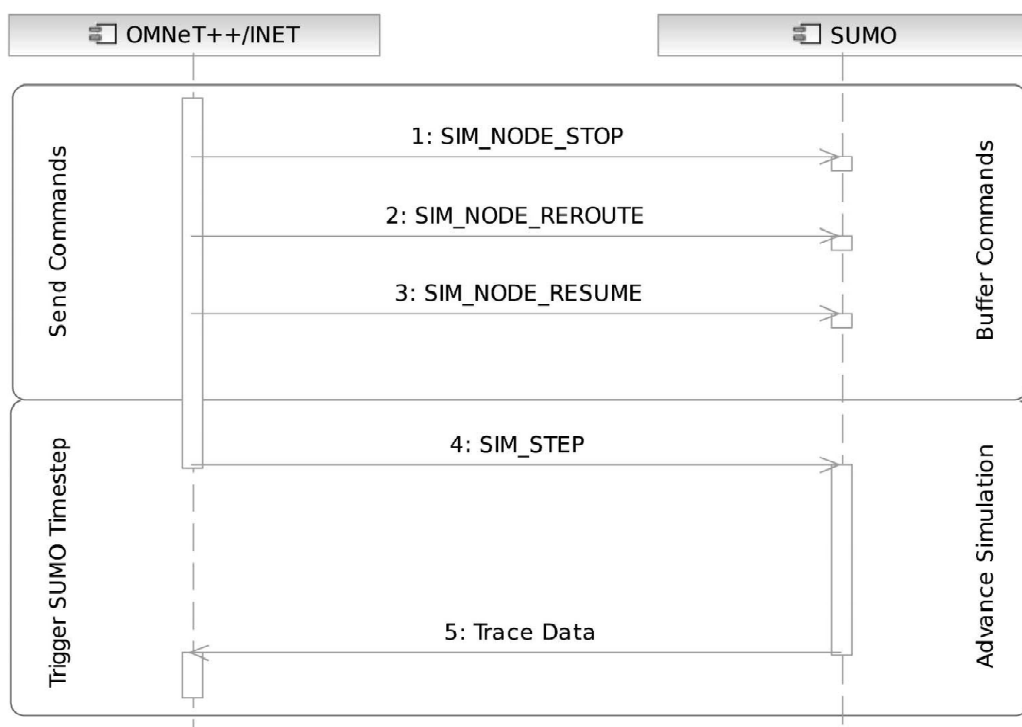 OMNeT++/INET
SUMO
Send Commands
1: SIM_NODE_STOP
2: SIM_NODE_REROUTE
3: SIM_NODE_RESUME
Buffer Commands
Trigger SUMO Timestep
4: SIM_STEP
5: Trace Data
Advance Simulation